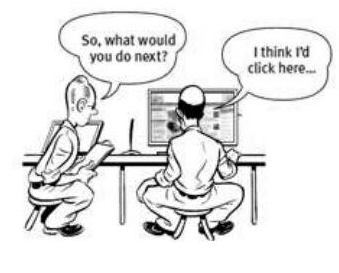 So, what would
you do next?
I think I'd
click here...